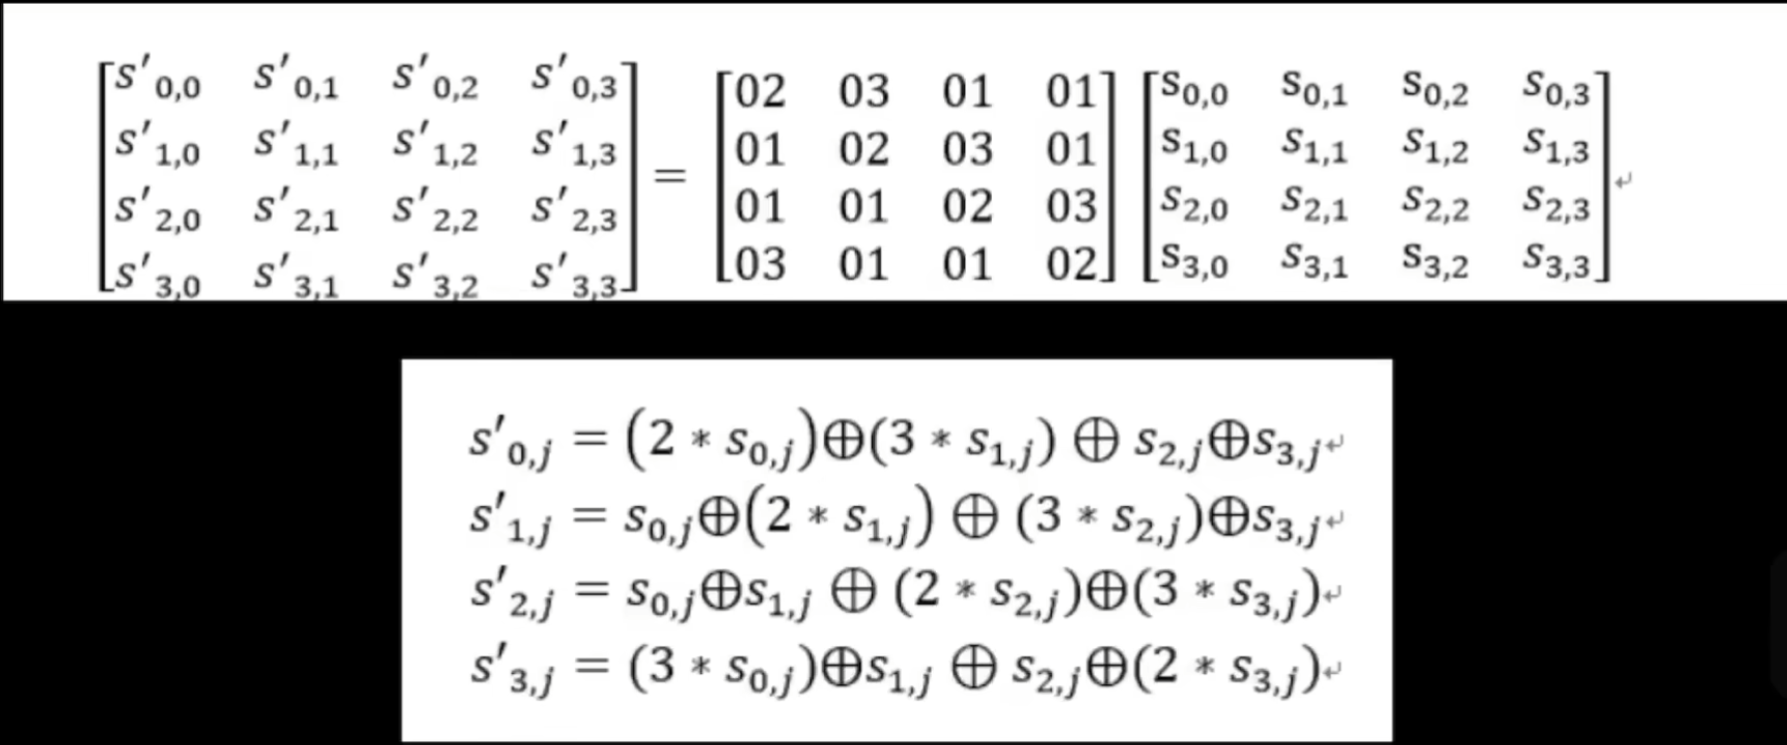 [s′0,0 s′0,1 s′0,2 s′0,3] [02 03 01 01] [s0,0 s0,1 s0,2 s0,3]
[s′1,0 s′1,1 s′1,2 s′1,3] = [01 02 03 01] [s1,0 s1,1 s1,2 s1,3] ↵
[s′2,0 s′2,1 s′2,2 s′2,3] [01 01 02 03] [s2,0 s2,1 s2,2 s2,3]
[s′3,0 s′3,1 s′3,2 s′3,3] [03 01 01 02] [s3,0 s3,1 s3,2 s3,3]
s′0,j = (2 * s0,j)⊕(3 * s1,j) ⊕ s2,j⊕s3,j↵
s′1,j = s0,j⊕(2 * s1,j) ⊕ (3 * s2,j)⊕s3,j↵
s′2,j = s0,j⊕s1,j ⊕ (2 * s2,j)⊕(3 * s3,j)↵
s′3,j = (3 * s0,j)⊕s1,j ⊕ s2,j⊕(2 * s3,j)↵